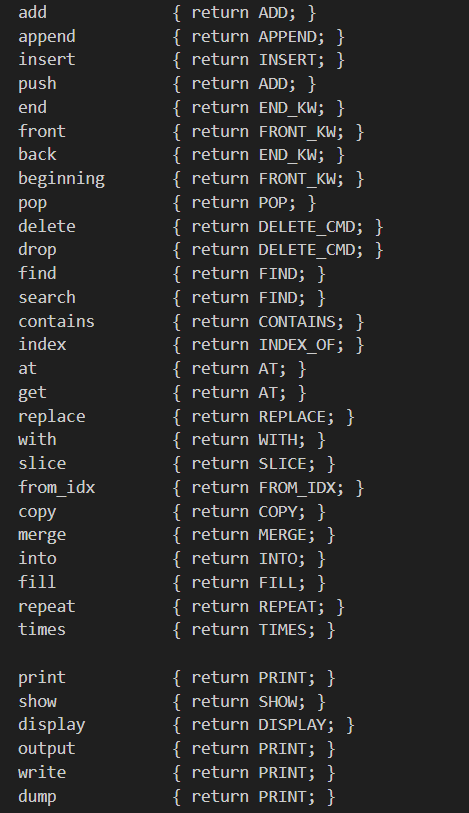 add { return ADD; }
append { return APPEND; }
insert { return INSERT; }
push { return ADD; }
end { return END_KW; }
front { return FRONT_KW; }
back { return END_KW; }
beginning { return FRONT_KW; }
pop { return POP; }
delete { return DELETE_CMD; }
drop { return DELETE_CMD; }
find { return FIND; }
search { return FIND; }
contains { return CONTAINS; }
index { return INDEX_OF; }
at { return AT; }
get { return AT; }
replace { return REPLACE; }
with { return WITH; }
slice { return SLICE; }
from_idx { return FROM_IDX; }
copy { return COPY; }
merge { return MERGE; }
into { return INTO; }
fill { return FILL; }
repeat { return REPEAT; }
times { return TIMES; }
print { return PRINT; }
show { return SHOW; }
display { return DISPLAY; }
output { return PRINT; }
write { return PRINT; }
dump { return PRINT; }